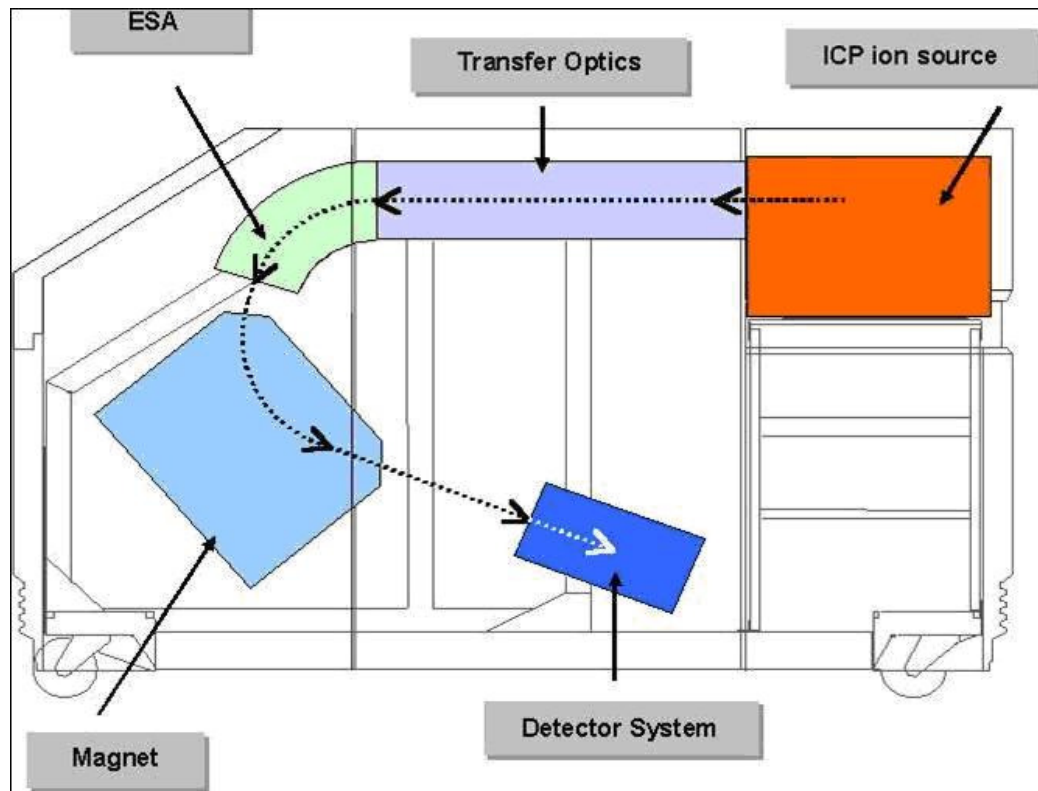 ESA
Transfer Optics
ICP ion source
Magnet
Detector System